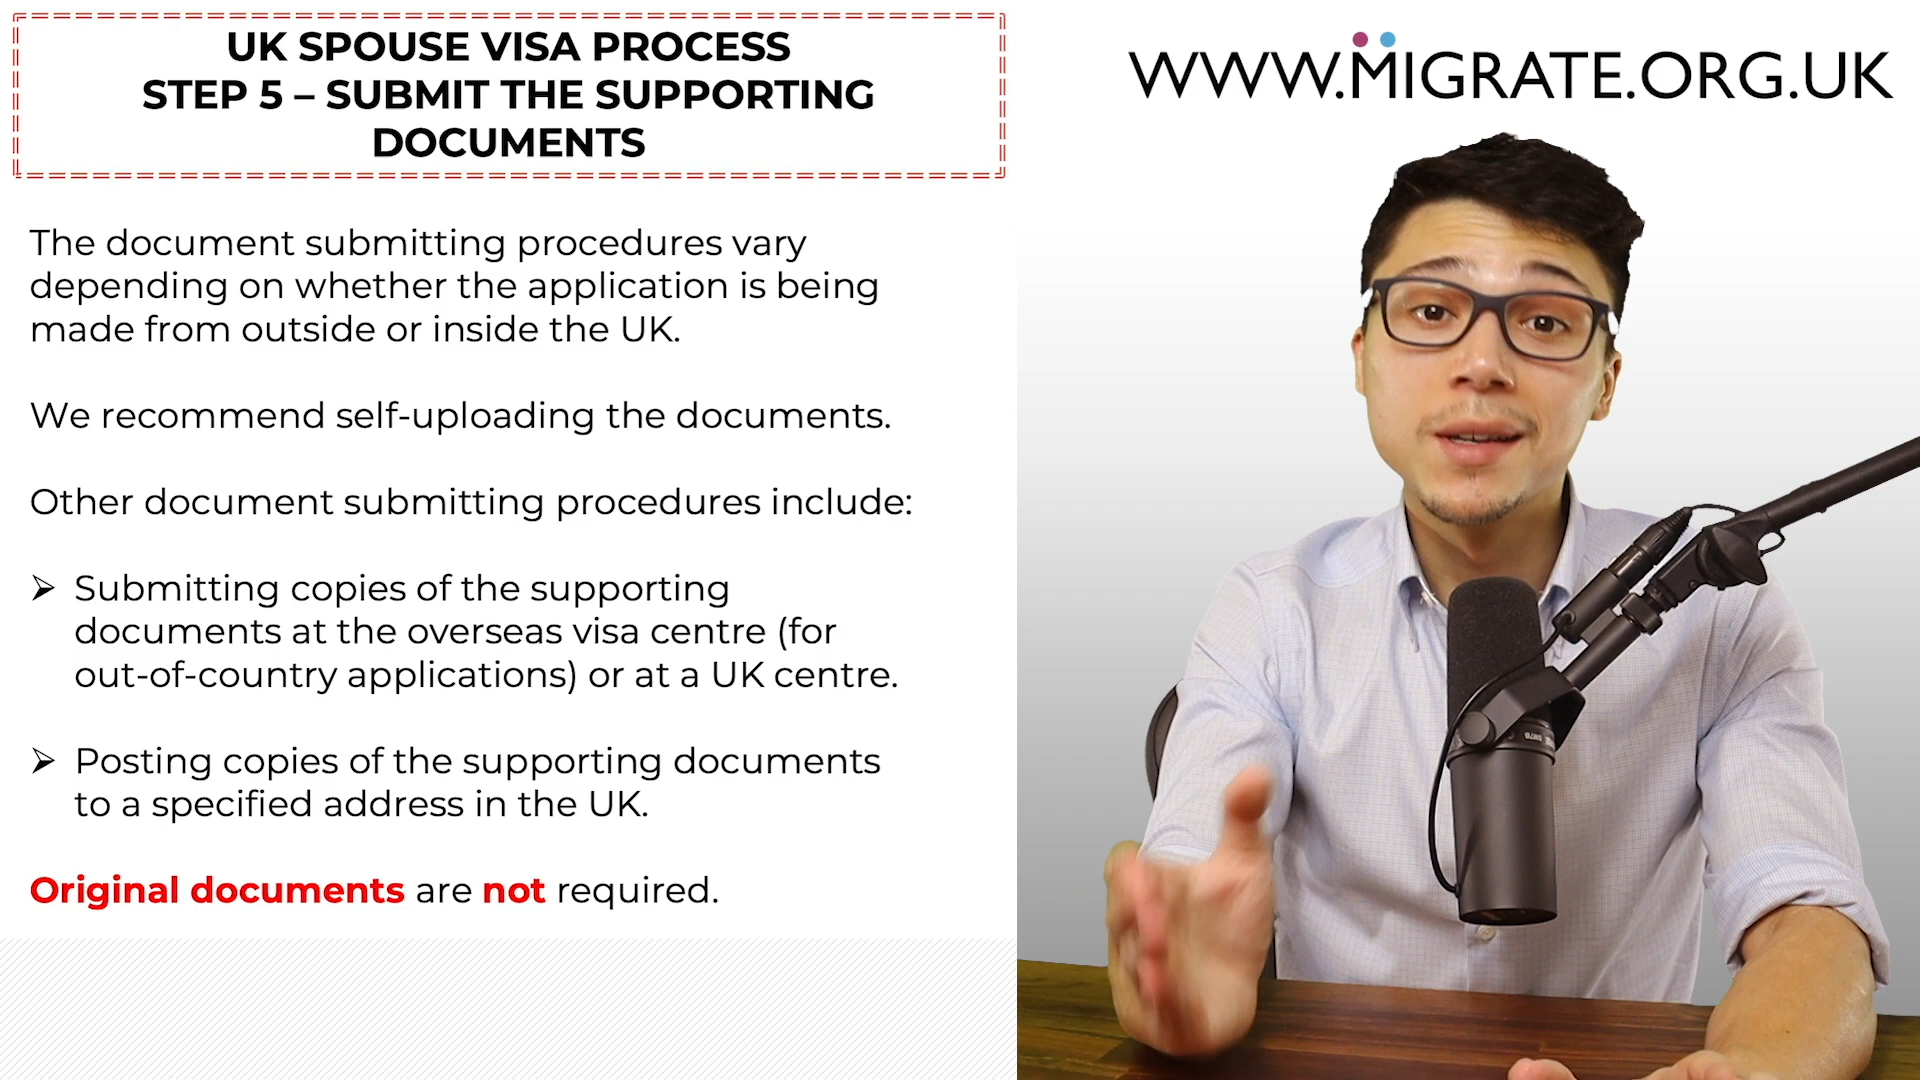 UK SPOUSE VISA PROCESS
STEP 5 – SUBMIT THE SUPPORTING
DOCUMENTS
WWW.MIGRATE.ORG.UK
The document submitting procedures vary
depending on whether the application is being
made from outside or inside the UK.
We recommend self-uploading the documents.
Other document submitting procedures include:
➢ Submitting copies of the supporting
documents at the overseas visa centre (for
out-of-country applications) or at a UK centre.
➢ Posting copies of the supporting documents
to a specified address in the UK.
Original documents are not required.